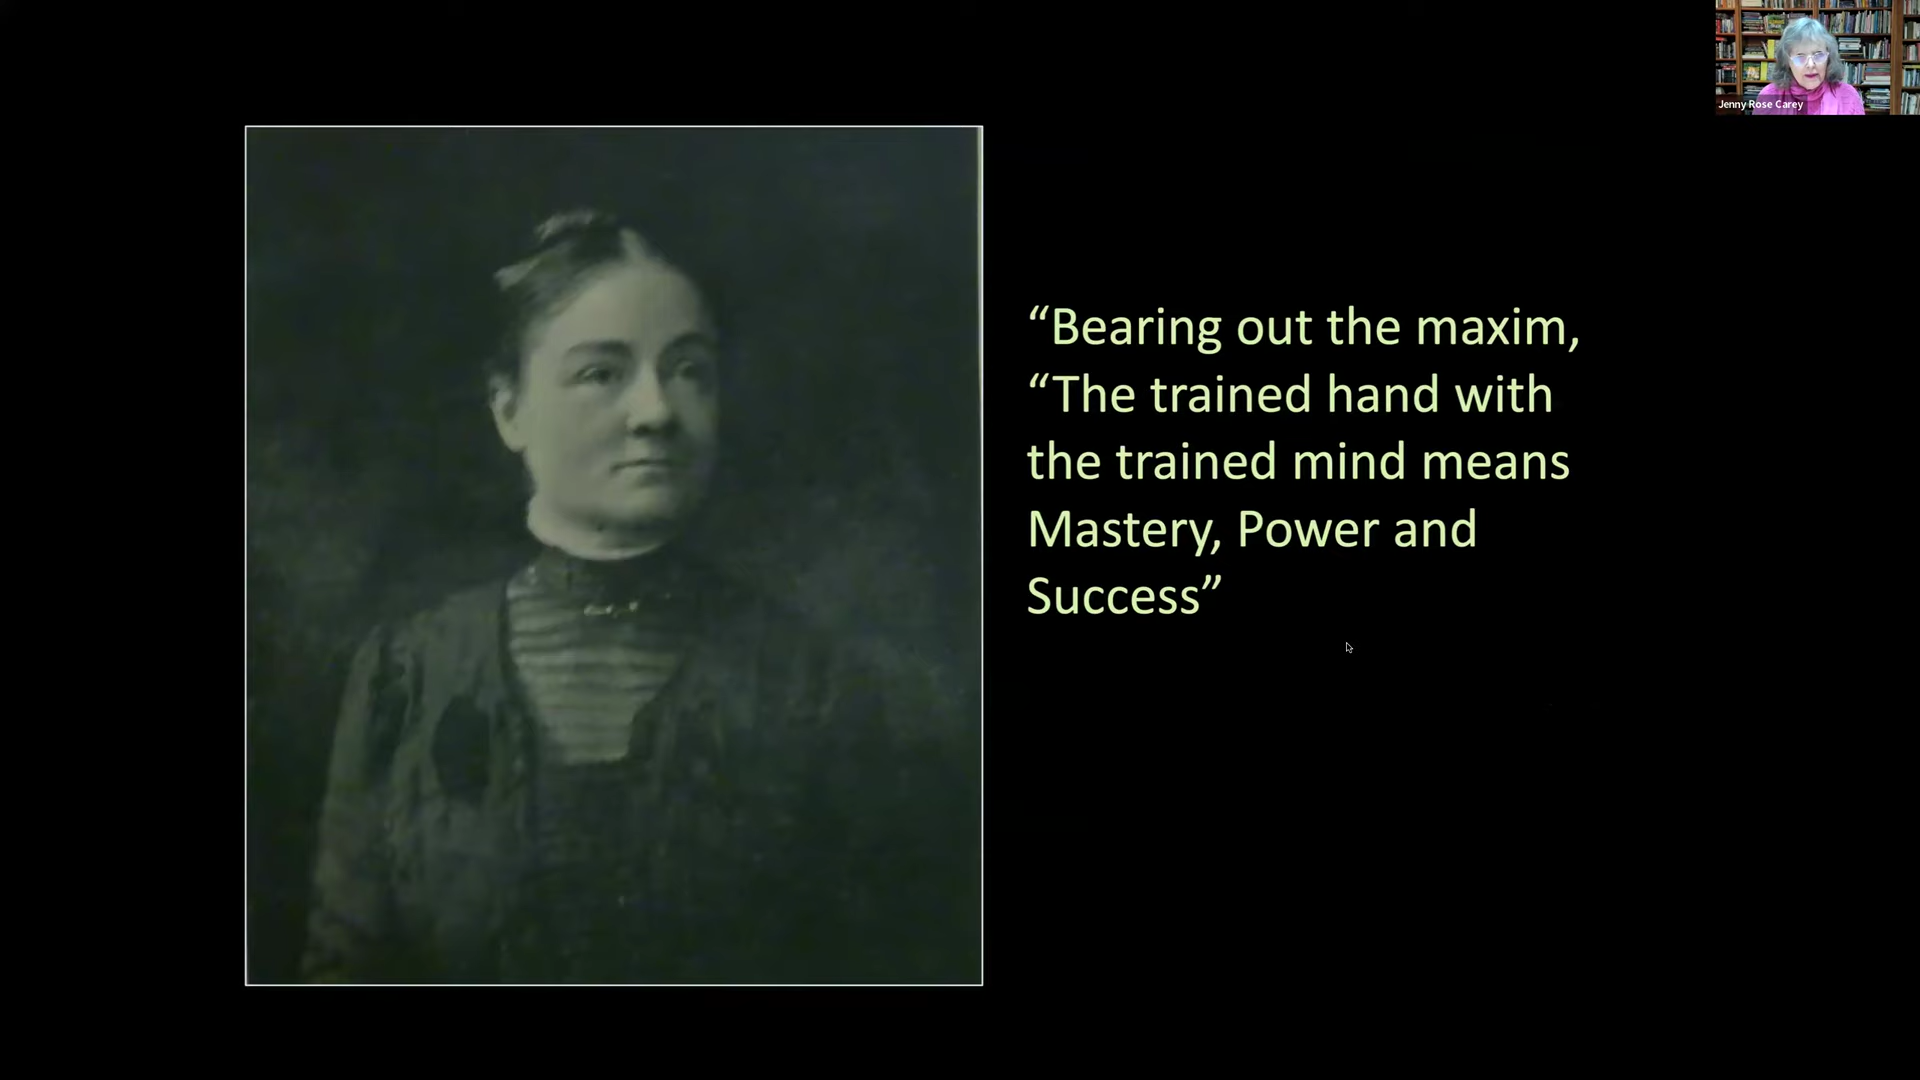 Jenny Rose Carey
“Bearing out the maxim,
“The trained hand with
the trained mind means
Mastery, Power and
Success”